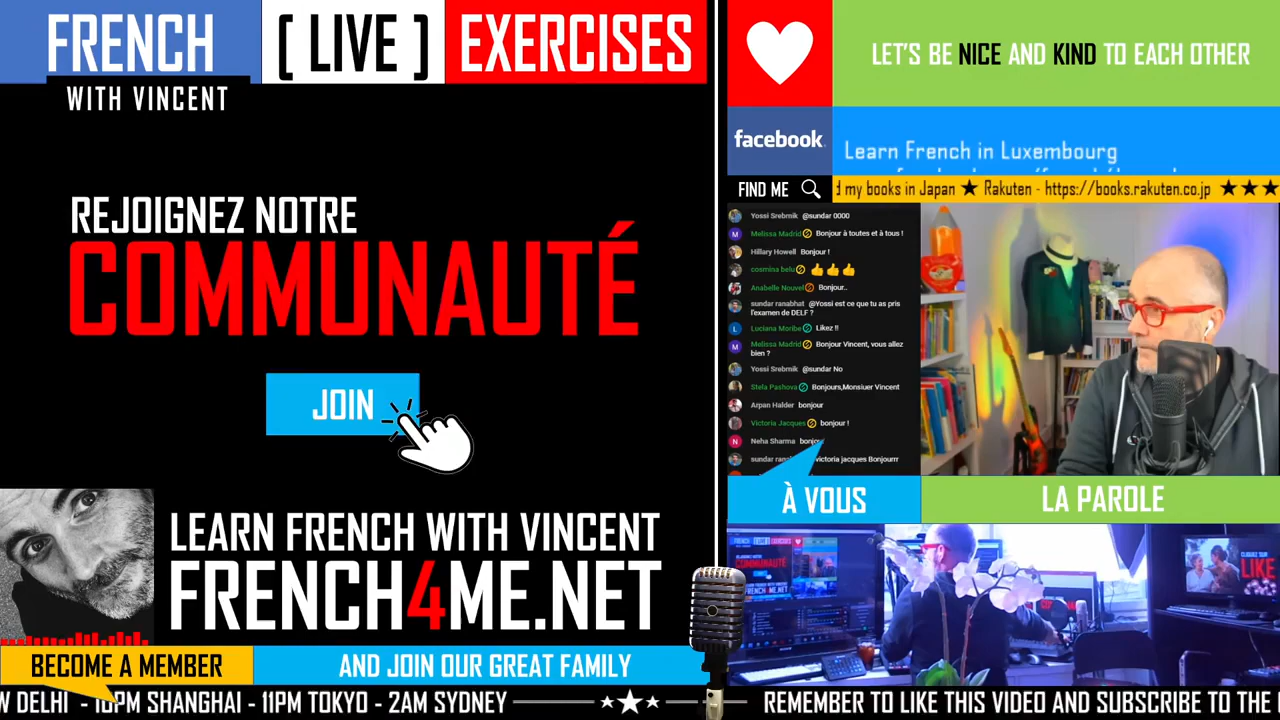 FRENCH
[ LIVE ]
EXERCISES
WITH VINCENT
REJOIGNEZ NOTRE
COMMUNAUTÉ
JOIN
LEARN FRENCH WITH VINCENT
FRENCH4ME.NET
BECOME A MEMBER
AND JOIN OUR GREAT FAMILY
LET'S BE NICE AND KIND TO EACH OTHER
facebook.
Learn French in Luxembourg
FIND ME
d my books in Japan ★ Rakuten - https://books.rakuten.co.jp ★★★
Yossi Srebrnik @sundar 0000
Melissa Madrid Bonjour à toutes et à tous !
Hillary Howell Bonjour !
cosmina belu 👍👍👍
Anabelle Nouvel Bonjour..
sundar ranabhat @Yossi est ce que tu as pris
l'examen de DELF ?
Luciana Moribe Likez !!
Melissa Madrid Bonjour Vincent, vous allez
bien ?
Yossi Srebrnik @sundar No
Stela Pashova Bonjours,Monsiuer Vincent
Arpan Halder bonjour
Victoria Jacques bonjour !
Neha Sharma
victoria jacques Bonjourrr
À VOUS
LA PAROLE
CLIQUEZ SUR
LIKE
W DELHI - 10PM SHANGHAI - 11PM TOKYO - 2AM SYDNEY
REMEMBER TO LIKE THIS VIDEO AND SUBSCRIBE TO THE